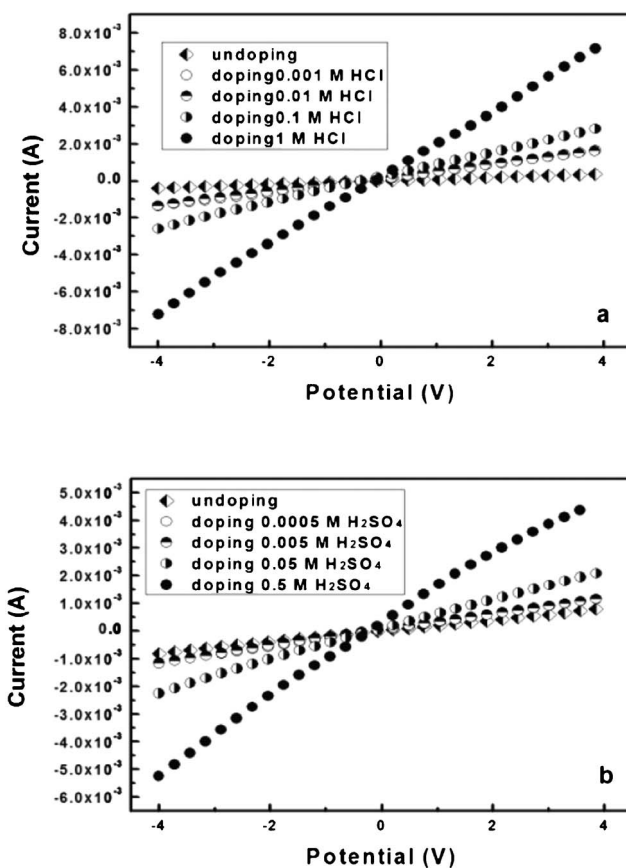 8.0x10⁻³
6.0x10⁻³
4.0x10⁻³
2.0x10⁻³
0.0
-2.0x10⁻³
-4.0x10⁻³
-6.0x10⁻³
-8.0x10⁻³
Current (A)
undoping
doping0.001 M HCl
doping0.01 M HCl
doping0.1 M HCl
doping1 M HCl
a
-4
-2
0
2
4
Potential (V)
5.0x10⁻³
4.0x10⁻³
3.0x10⁻³
2.0x10⁻³
1.0x10⁻³
0.0
-1.0x10⁻³
-2.0x10⁻³
-3.0x10⁻³
-4.0x10⁻³
-5.0x10⁻³
-6.0x10⁻³
Current (A)
undoping
doping 0.0005 M H₂SO₄
doping 0.005 M H₂SO₄
doping 0.05 M H₂SO₄
doping 0.5 M H₂SO₄
b
-4
-2
0
2
4
Potential (V)